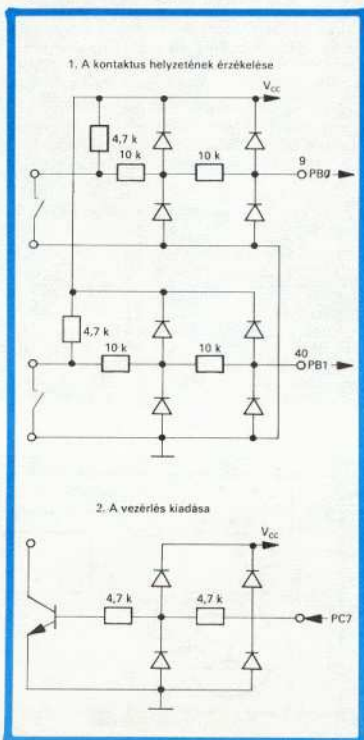 1. A kontaktus helyzetének érzékelése
Vcc
4,7 k
10 k
10 k
9
PB0
4,7 k
10 k
10 k
40
PB1
2. A vezérlés kiadása
Vcc
4,7 k
4,7 k
PC7